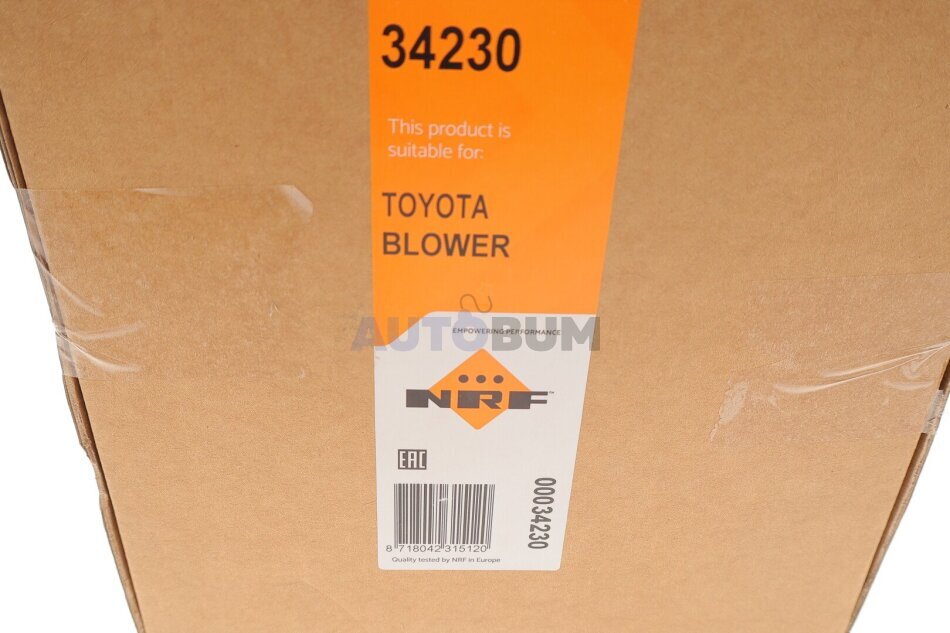 34230
This product is
suitable for:
TOYOTA
BLOWER
AUTOBUM
EMPOWERING PERFORMANCE
NRF™
EAC
00034230
8 718042 315120
Quality tested by NRF in Europe